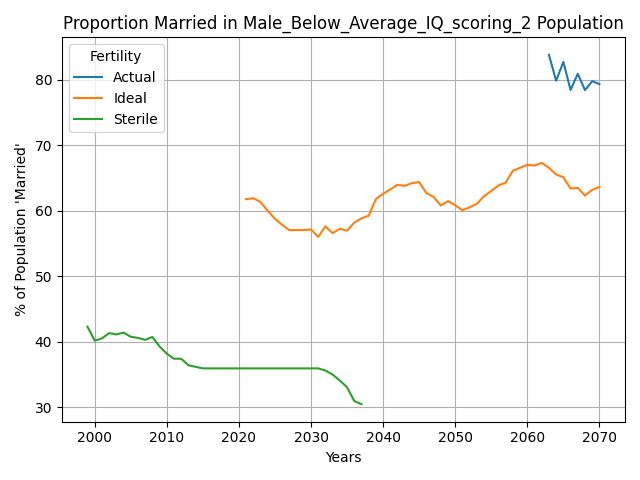 Proportion Married in Male_Below_Average_IQ_scoring_2 Population
Fertility
Actual
Ideal
Sterile
% of Population 'Married'
80
70
60
50
40
30
2000 2010 2020 2030 2040 2050 2060 2070
Years